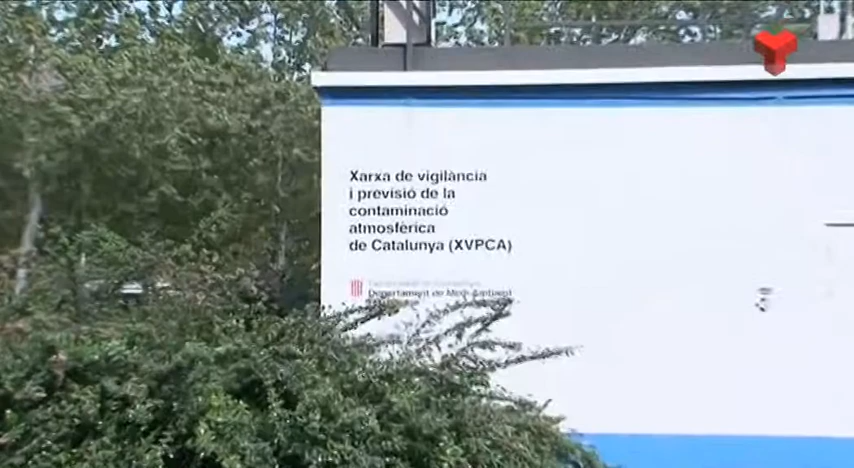 Xarxa de vigilància
i previsió de la
contaminació
atmosfèrica
de Catalunya (XVPCA)
Departament de Medi Ambient